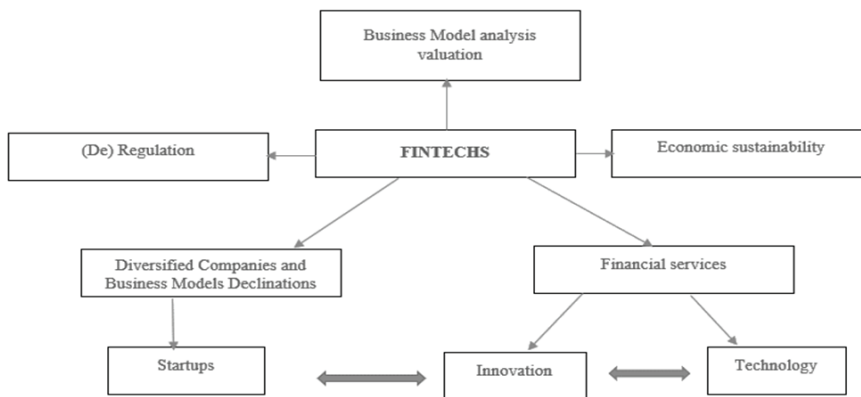 Business Model analysis
valuation
(De) Regulation
FINTECHS
Economic sustainability
Diversified Companies and
Business Models Declinations
Financial services
Startups
Innovation
Technology